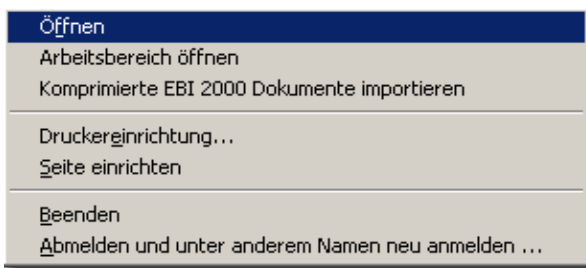 Öffnen
Arbeitsbereich öffnen
Komprimierte EBI 2000 Dokumente importieren
Druckereinrichtung...
Seite einrichten
Beenden
Abmelden und unter anderem Namen neu anmelden ...